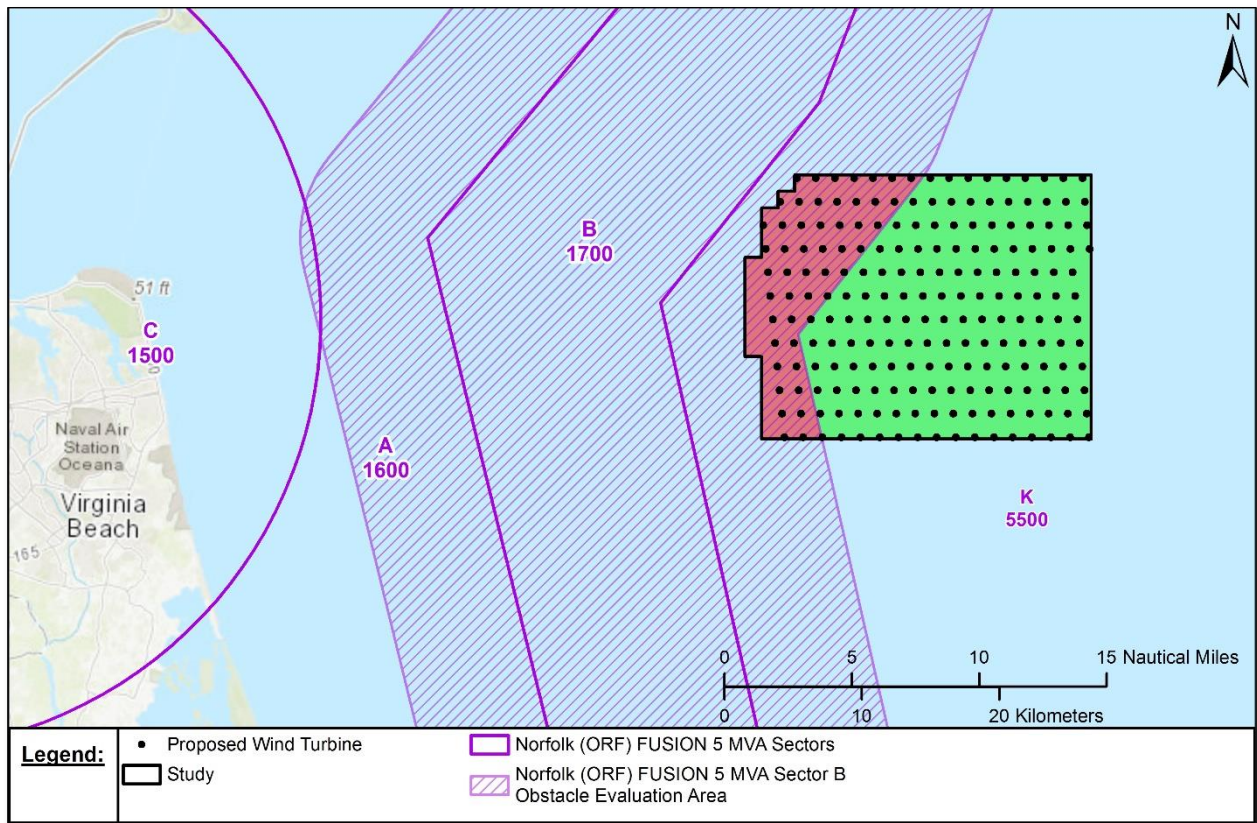 N
B
1700
51 ft
C
1500
Naval Air
Station
Oceana
A
1600
Virginia
Beach
K
5500
165
0 5 10 15 Nautical Miles
0 10 20 Kilometers
Legend:
Proposed Wind Turbine
Study
Norfolk (ORF) FUSION 5 MVA Sectors
Norfolk (ORF) FUSION 5 MVA Sector B
Obstacle Evaluation Area